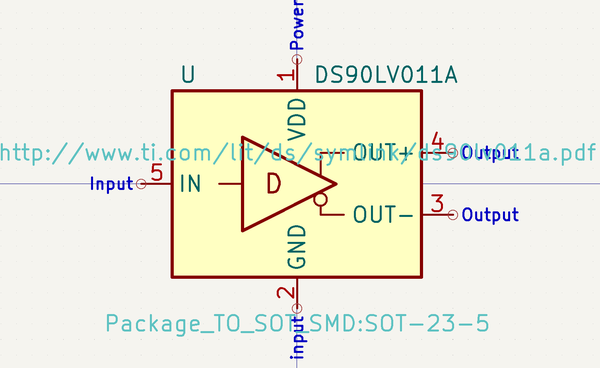 Power
1
U
DS90LV011A
VDD
http://www.ti.com/lit/ds/symlink/ds90lv011a.pdf
OUT+
4
Output
5
Input
IN
D
3
OUT-
Output
GND
2
Package_TO_SOT_SMD:SOT-23-5
input